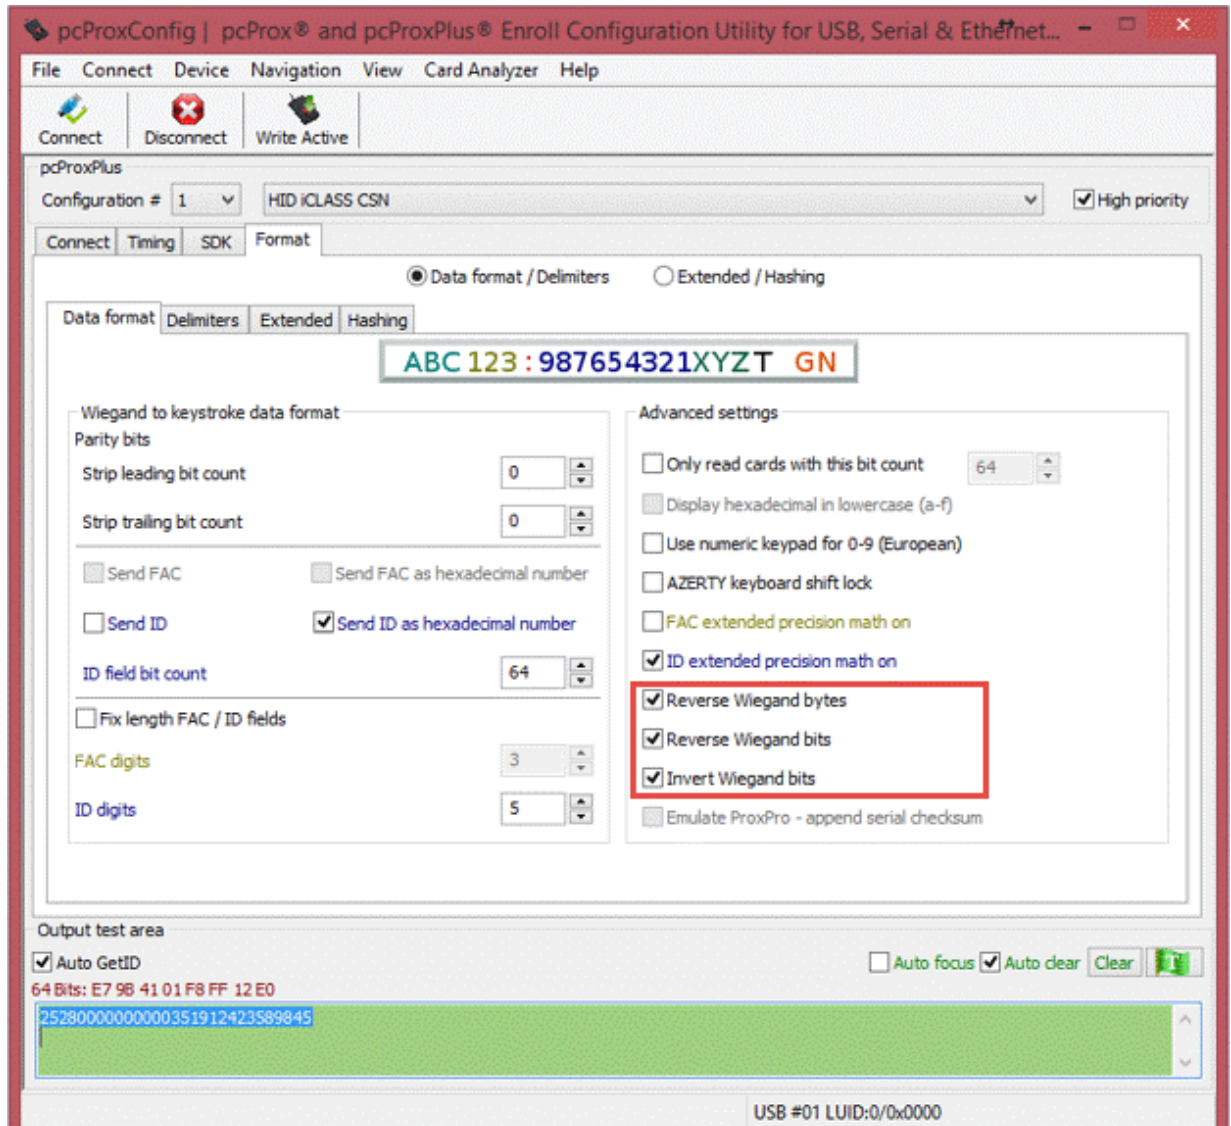 pcProxConfig | pcProx® and pcProxPlus® Enroll Configuration Utility for USB, Serial & Ethernet...
File Connect Device Navigation View Card Analyzer Help
Connect Disconnect Write Active
pcProxPlus
Configuration # 1 HID iCLASS CSN High priority
Connect Timing SDK Format
Data format / Delimiters Extended / Hashing
Data format Delimiters Extended Hashing
ABC 123 : 987654321XYZT GN
Wiegand to keystroke data format
Parity bits
Strip leading bit count 0
Strip trailing bit count 0
Send FAC Send FAC as hexadecimal number
Send ID Send ID as hexadecimal number
ID field bit count 64
Fix length FAC / ID fields
FAC digits 3
ID digits 5
Advanced settings
Only read cards with this bit count 64
Display hexadecimal in lowercase (a-f)
Use numeric keypad for 0-9 (European)
AZERTY keyboard shift lock
FAC extended precision math on
ID extended precision math on
Reverse Wiegand bytes
Reverse Wiegand bits
Invert Wiegand bits
Emulate ProxPro - append serial checksum
Output test area
Auto GetID Auto focus Auto clear Clear
64 Bits: E7 9B 41 01 F8 FF 12 E0
2528000000000351912423589845
USB #01 LUID:0/0x0000